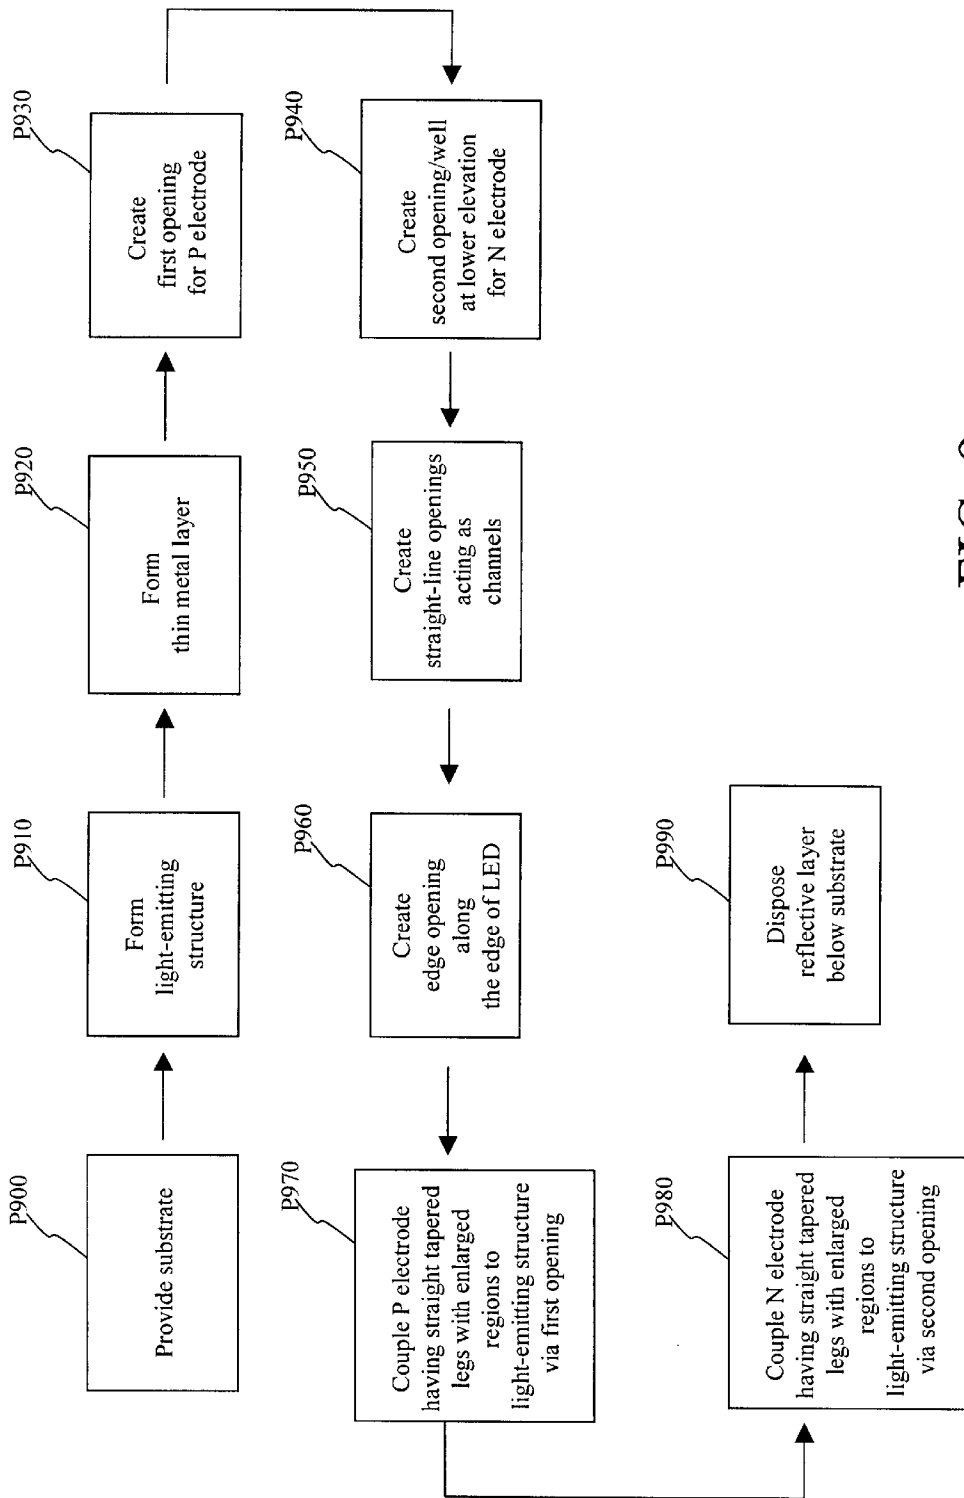 P900
Provide substrate
P910
Form
light-emitting
structure
P920
Form
thin metal layer
P930
Create
first opening
for P electrode
P940
Create
second opening/well
at lower elevation
for N electrode
P950
Create
straight-line openings
acting as
channels
P960
Create
edge opening
along
the edge of LED
P970
Couple P electrode
having straight tapered
legs with enlarged
regions to
light-emitting structure
via first opening
P980
Couple N electrode
having straight tapered
legs with enlarged
regions to
light-emitting structure
via second opening
P990
Dispose
reflective layer
below substrate
FIG.